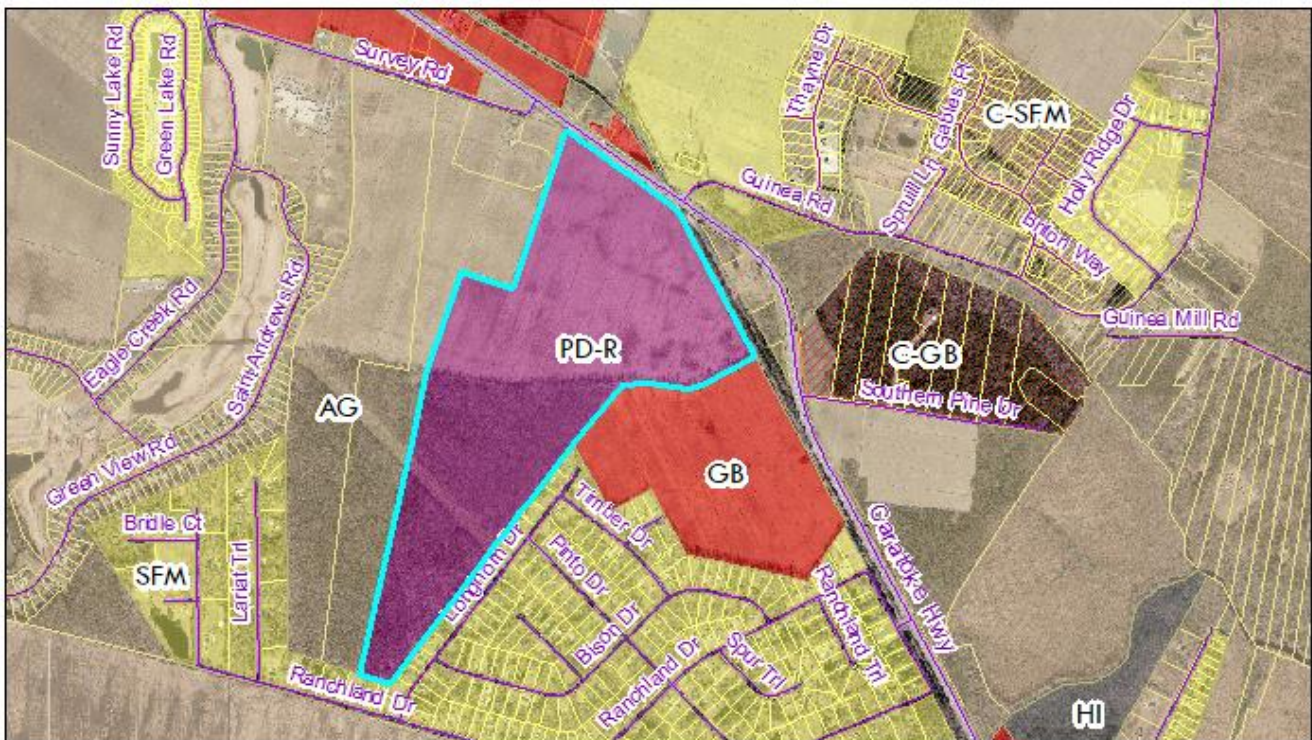 Sunny Lake Rd
Green Lake Rd
Survey Rd
Thayne Dr
Gables Pt
C-SFM
Holly Ridge Dr
Guinea Rd
Spruill Ln
Briton Way
Eagle Creek Rd
Saint Andrews Rd
Guinea Mill Rd
PD-R
C-GB
Southern Pine Dr
AG
Green View Rd
GB
Bridle Ct
SFM
Lariat Trl
Longhorn Dr
Timber Dr
Pinto Dr
Bison Dr
Caratoke Hwy
Ranchland Dr
Ranchland Dr
Spur Trl
Ranchland Trl
HI